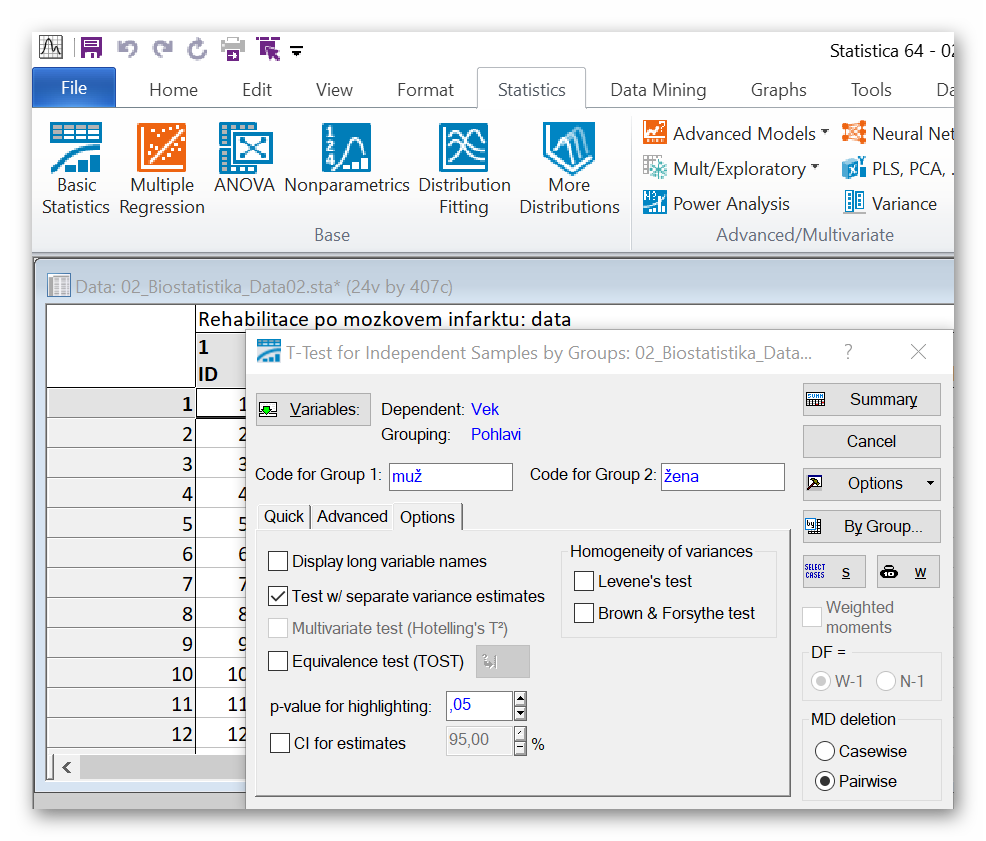 Statistica 64 - 02
File Home Edit View Format Statistics Data Mining Graphs Tools Da
Basic Statistics
Multiple Regression
ANOVA
Nonparametrics
Distribution Fitting
More Distributions
Base
Advanced Models
Mult/Exploratory
Power Analysis
Neural Net
PLS, PCA, .
Variance
Advanced/Multivariate
Data: 02_Biostatistika_Data02.sta* (24v by 407c)
Rehabilitace po mozkovem infarktu: data
1
ID
1 1
2 2
3 3
4 4
5 5
6 6
7 7
8 8
9 9
10 10
11 11
12 12
T-Test for Independent Samples by Groups: 02_Biostatistika_Data... ?
Variables:
Dependent: Vek
Grouping: Pohlavi
Code for Group 1: muž
Code for Group 2: žena
Quick Advanced Options
Display long variable names
Test w/ separate variance estimates
Multivariate test (Hotelling's T²)
Equivalence test (TOST)
p-value for highlighting: ,05
CI for estimates 95,00 %
Homogeneity of variances
Levene's test
Brown & Forsythe test
Summary
Cancel
Options
By Group...
SELECT CASES S
W
Weighted moments
DF =
W-1 N-1
MD deletion
Casewise
Pairwise